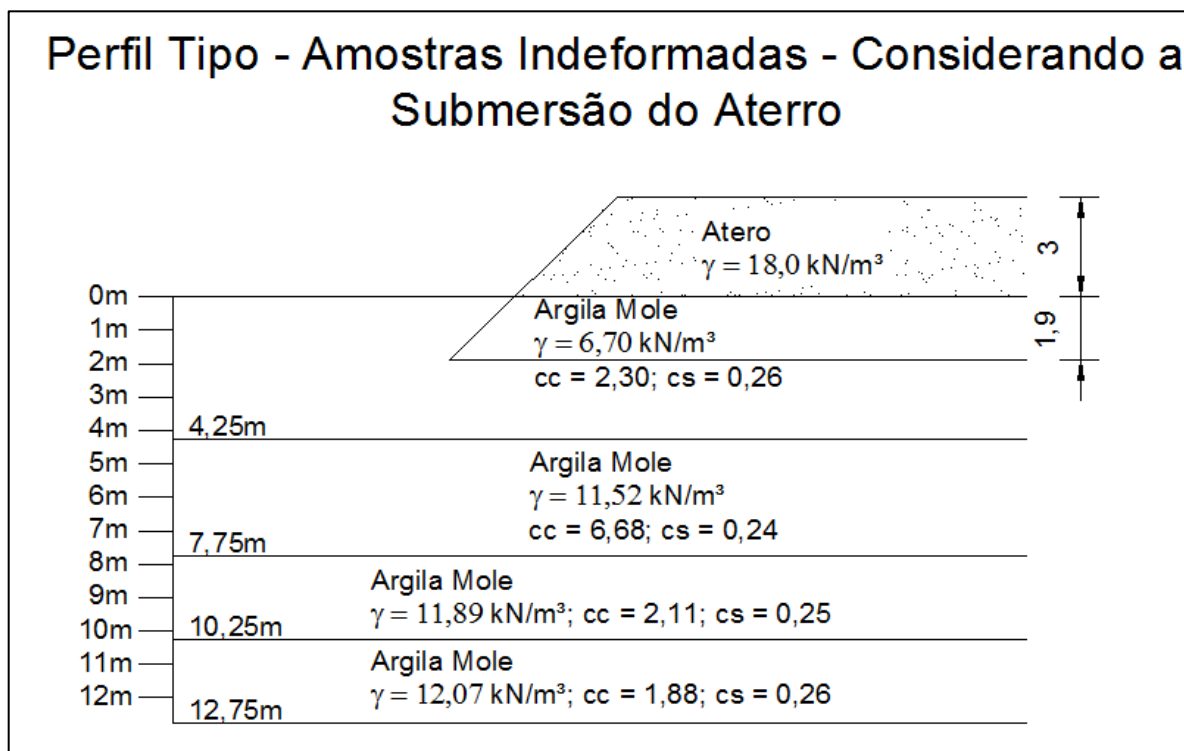 Perfil Tipo - Amostras Indeformadas - Considerando a
Submersão do Aterro
Atero
γ = 18,0 kN/m³
3
0m
1m
2m
3m
4m
5m
6m
7m
8m
9m
10m
11m
12m
Argila Mole
γ = 6,70 kN/m³
1,9
cc = 2,30; cs = 0,26
4,25m
Argila Mole
γ = 11,52 kN/m³
cc = 6,68; cs = 0,24
7,75m
Argila Mole
γ = 11,89 kN/m³; cc = 2,11; cs = 0,25
10,25m
Argila Mole
γ = 12,07 kN/m³; cc = 1,88; cs = 0,26
12,75m